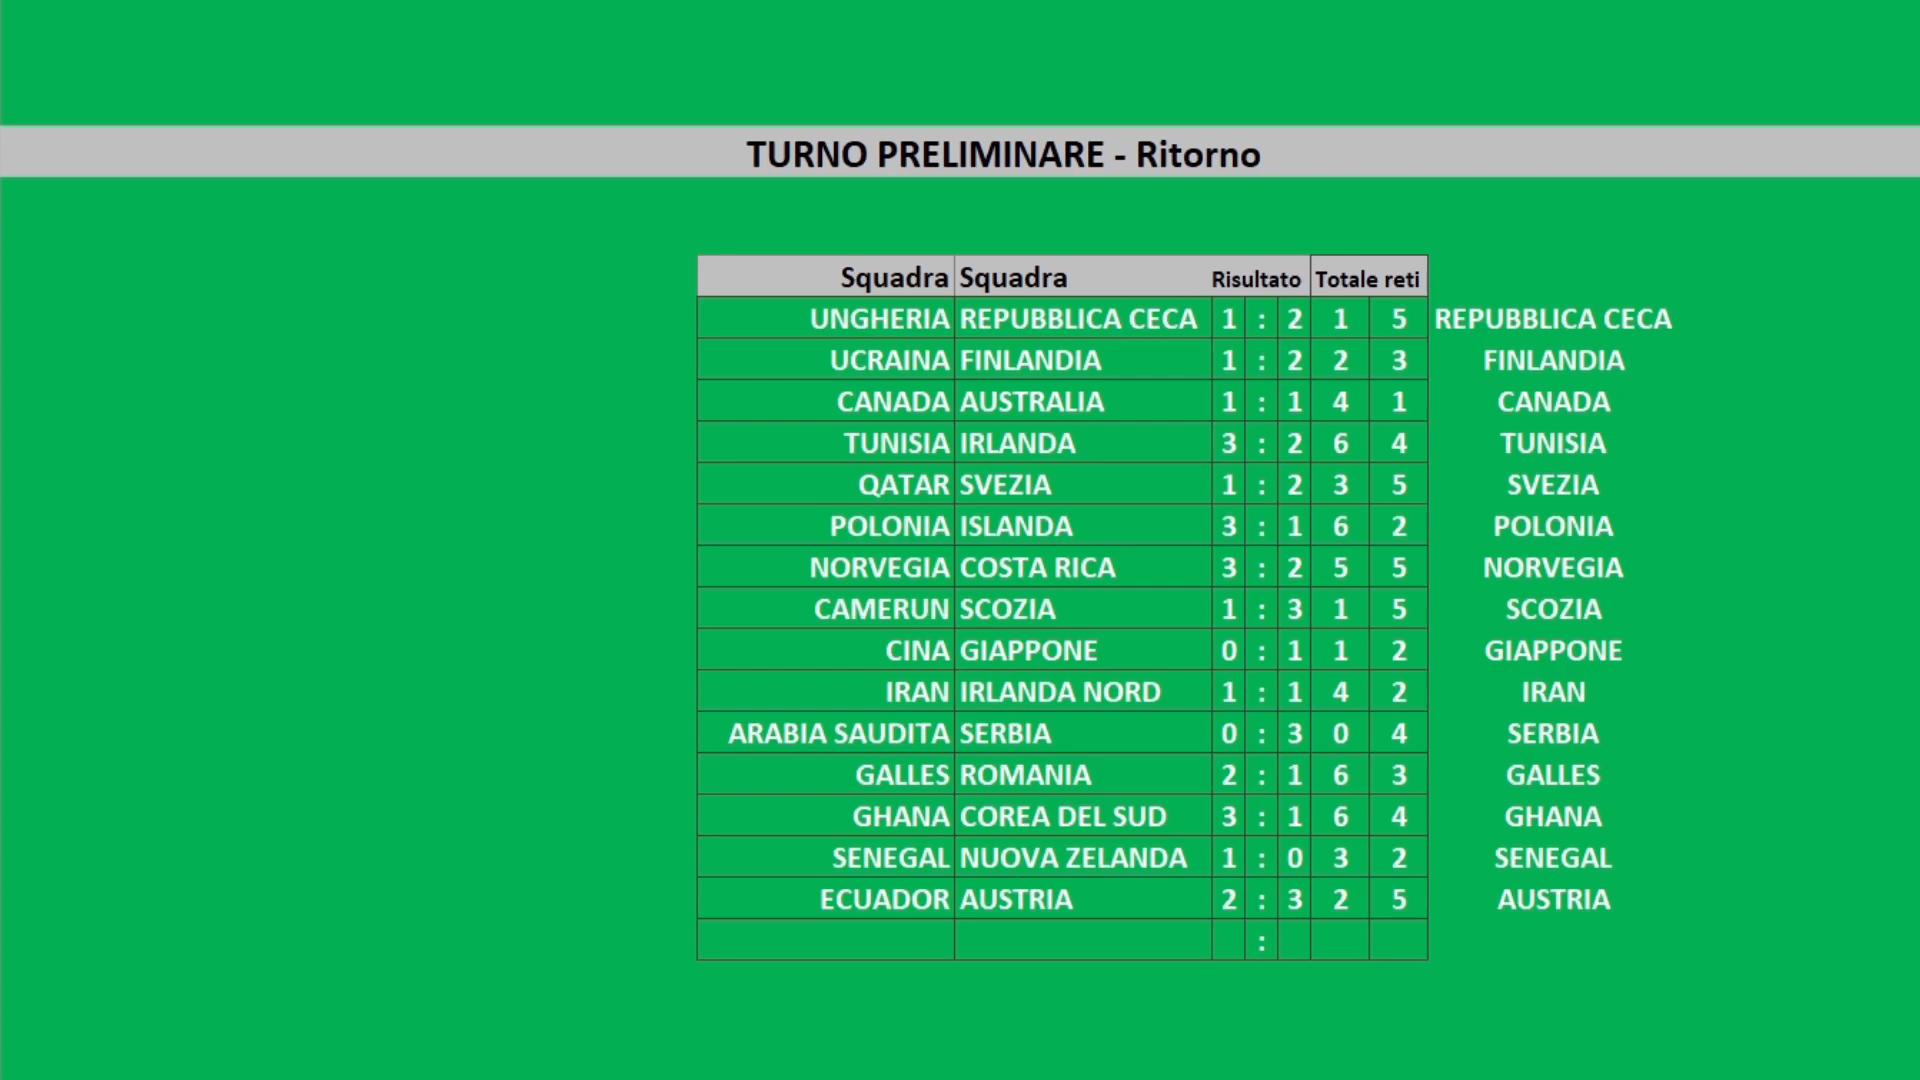 TURNO PRELIMINARE - Ritorno
Squadra Squadra Risultato Totale reti
UNGHERIA REPUBBLICA CECA 1 : 2 1 5 REPUBBLICA CECA
UCRAINA FINLANDIA 1 : 2 2 3 FINLANDIA
CANADA AUSTRALIA 1 : 1 4 1 CANADA
TUNISIA IRLANDA 3 : 2 6 4 TUNISIA
QATAR SVEZIA 1 : 2 3 5 SVEZIA
POLONIA ISLANDA 3 : 1 6 2 POLONIA
NORVEGIA COSTA RICA 3 : 2 5 5 NORVEGIA
CAMERUN SCOZIA 1 : 3 1 5 SCOZIA
CINA GIAPPONE 0 : 1 1 2 GIAPPONE
IRAN IRLANDA NORD 1 : 1 4 2 IRAN
ARABIA SAUDITA SERBIA 0 : 3 0 4 SERBIA
GALLES ROMANIA 2 : 1 6 3 GALLES
GHANA COREA DEL SUD 3 : 1 6 4 GHANA
SENEGAL NUOVA ZELANDA 1 : 0 3 2 SENEGAL
ECUADOR AUSTRIA 2 : 3 2 5 AUSTRIA
: